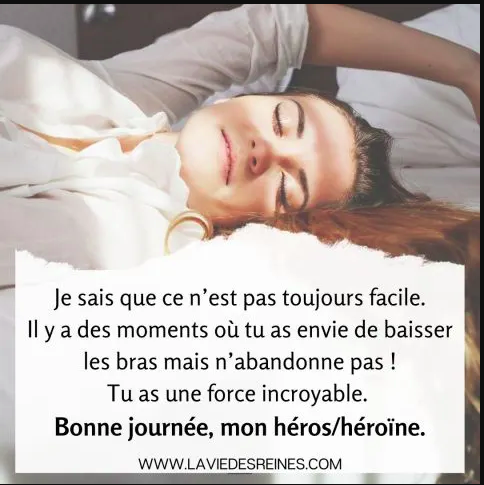 Je sais que ce n’est pas toujours facile.
Il y a des moments où tu as envie de baisser
les bras mais n’abandonne pas !
Tu as une force incroyable.
Bonne journée, mon héros/héroïne.
WWW.LAVIEDESREINES.COM